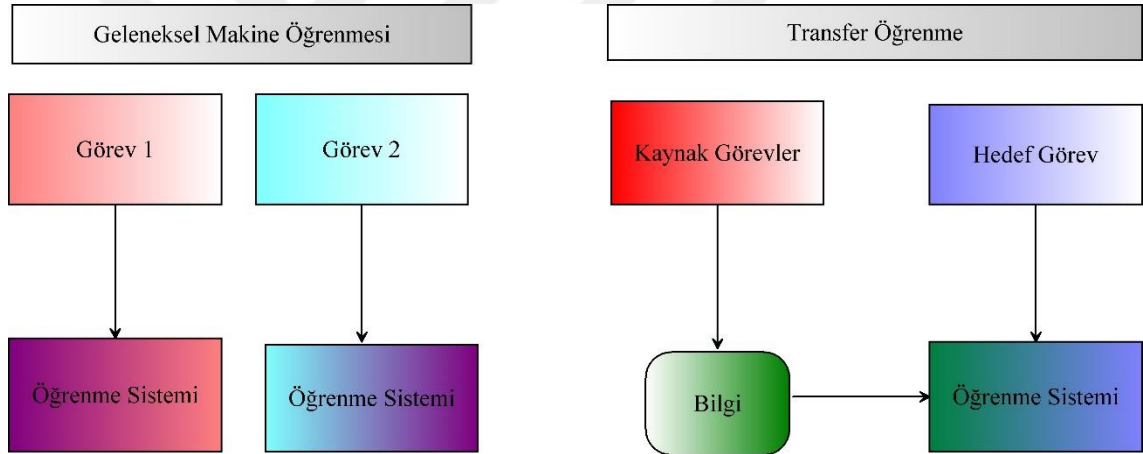 Geleneksel Makine Öğrenmesi
Transfer Öğrenme
Görev 1
Görev 2
Kaynak Görevler
Hedef Görev
Öğrenme Sistemi
Öğrenme Sistemi
Bilgi
Öğrenme Sistemi